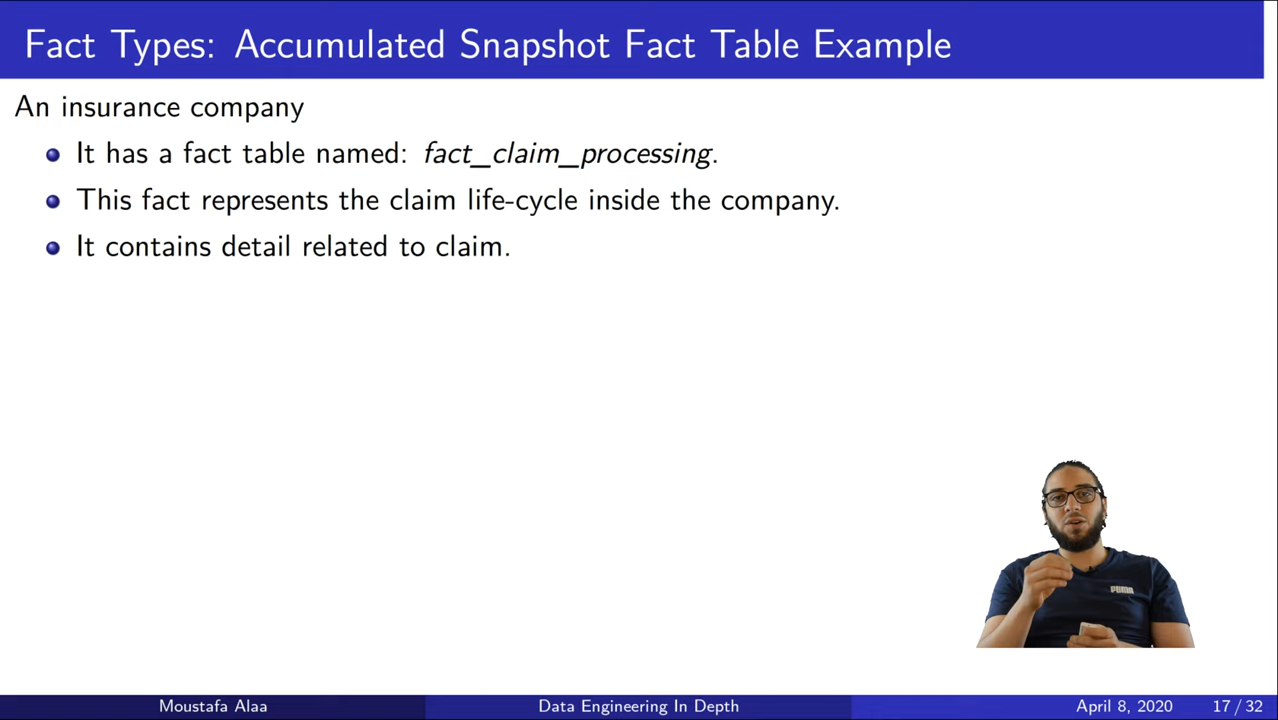 Fact Types: Accumulated Snapshot Fact Table Example
An insurance company
It has a fact table named: fact_claim_processing.
This fact represents the claim life-cycle inside the company.
It contains detail related to claim.
PUMA
Moustafa Alaa
Data Engineering In Depth
April 8, 2020
17 / 32